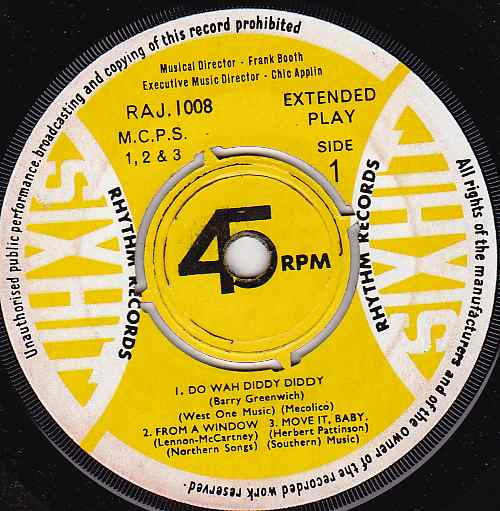 Unauthorised public performance, broadcasting and copying of this record prohibited
Musical Director - Frank Booth
Executive Music Director - Chic Applin
RAJ. 1008
EXTENDED
PLAY
M.C.P.S.
1, 2 & 3
SIDE
1
SIXHIT
RHYTHM RECORDS
SIXHIT
RHYTHM RECORDS
45 RPM
1. DO WAH DIDDY DIDDY
(Barry Greenwich)
(West One Music) (Mecolico)
2. FROM A WINDOW
(Lennon-McCartney)
(Northern Songs)
3. MOVE IT, BABY.
(Herbert Pattinson)
(Southern) Music)
All rights of the manufacturers and of the owner of the recorded work reserved.